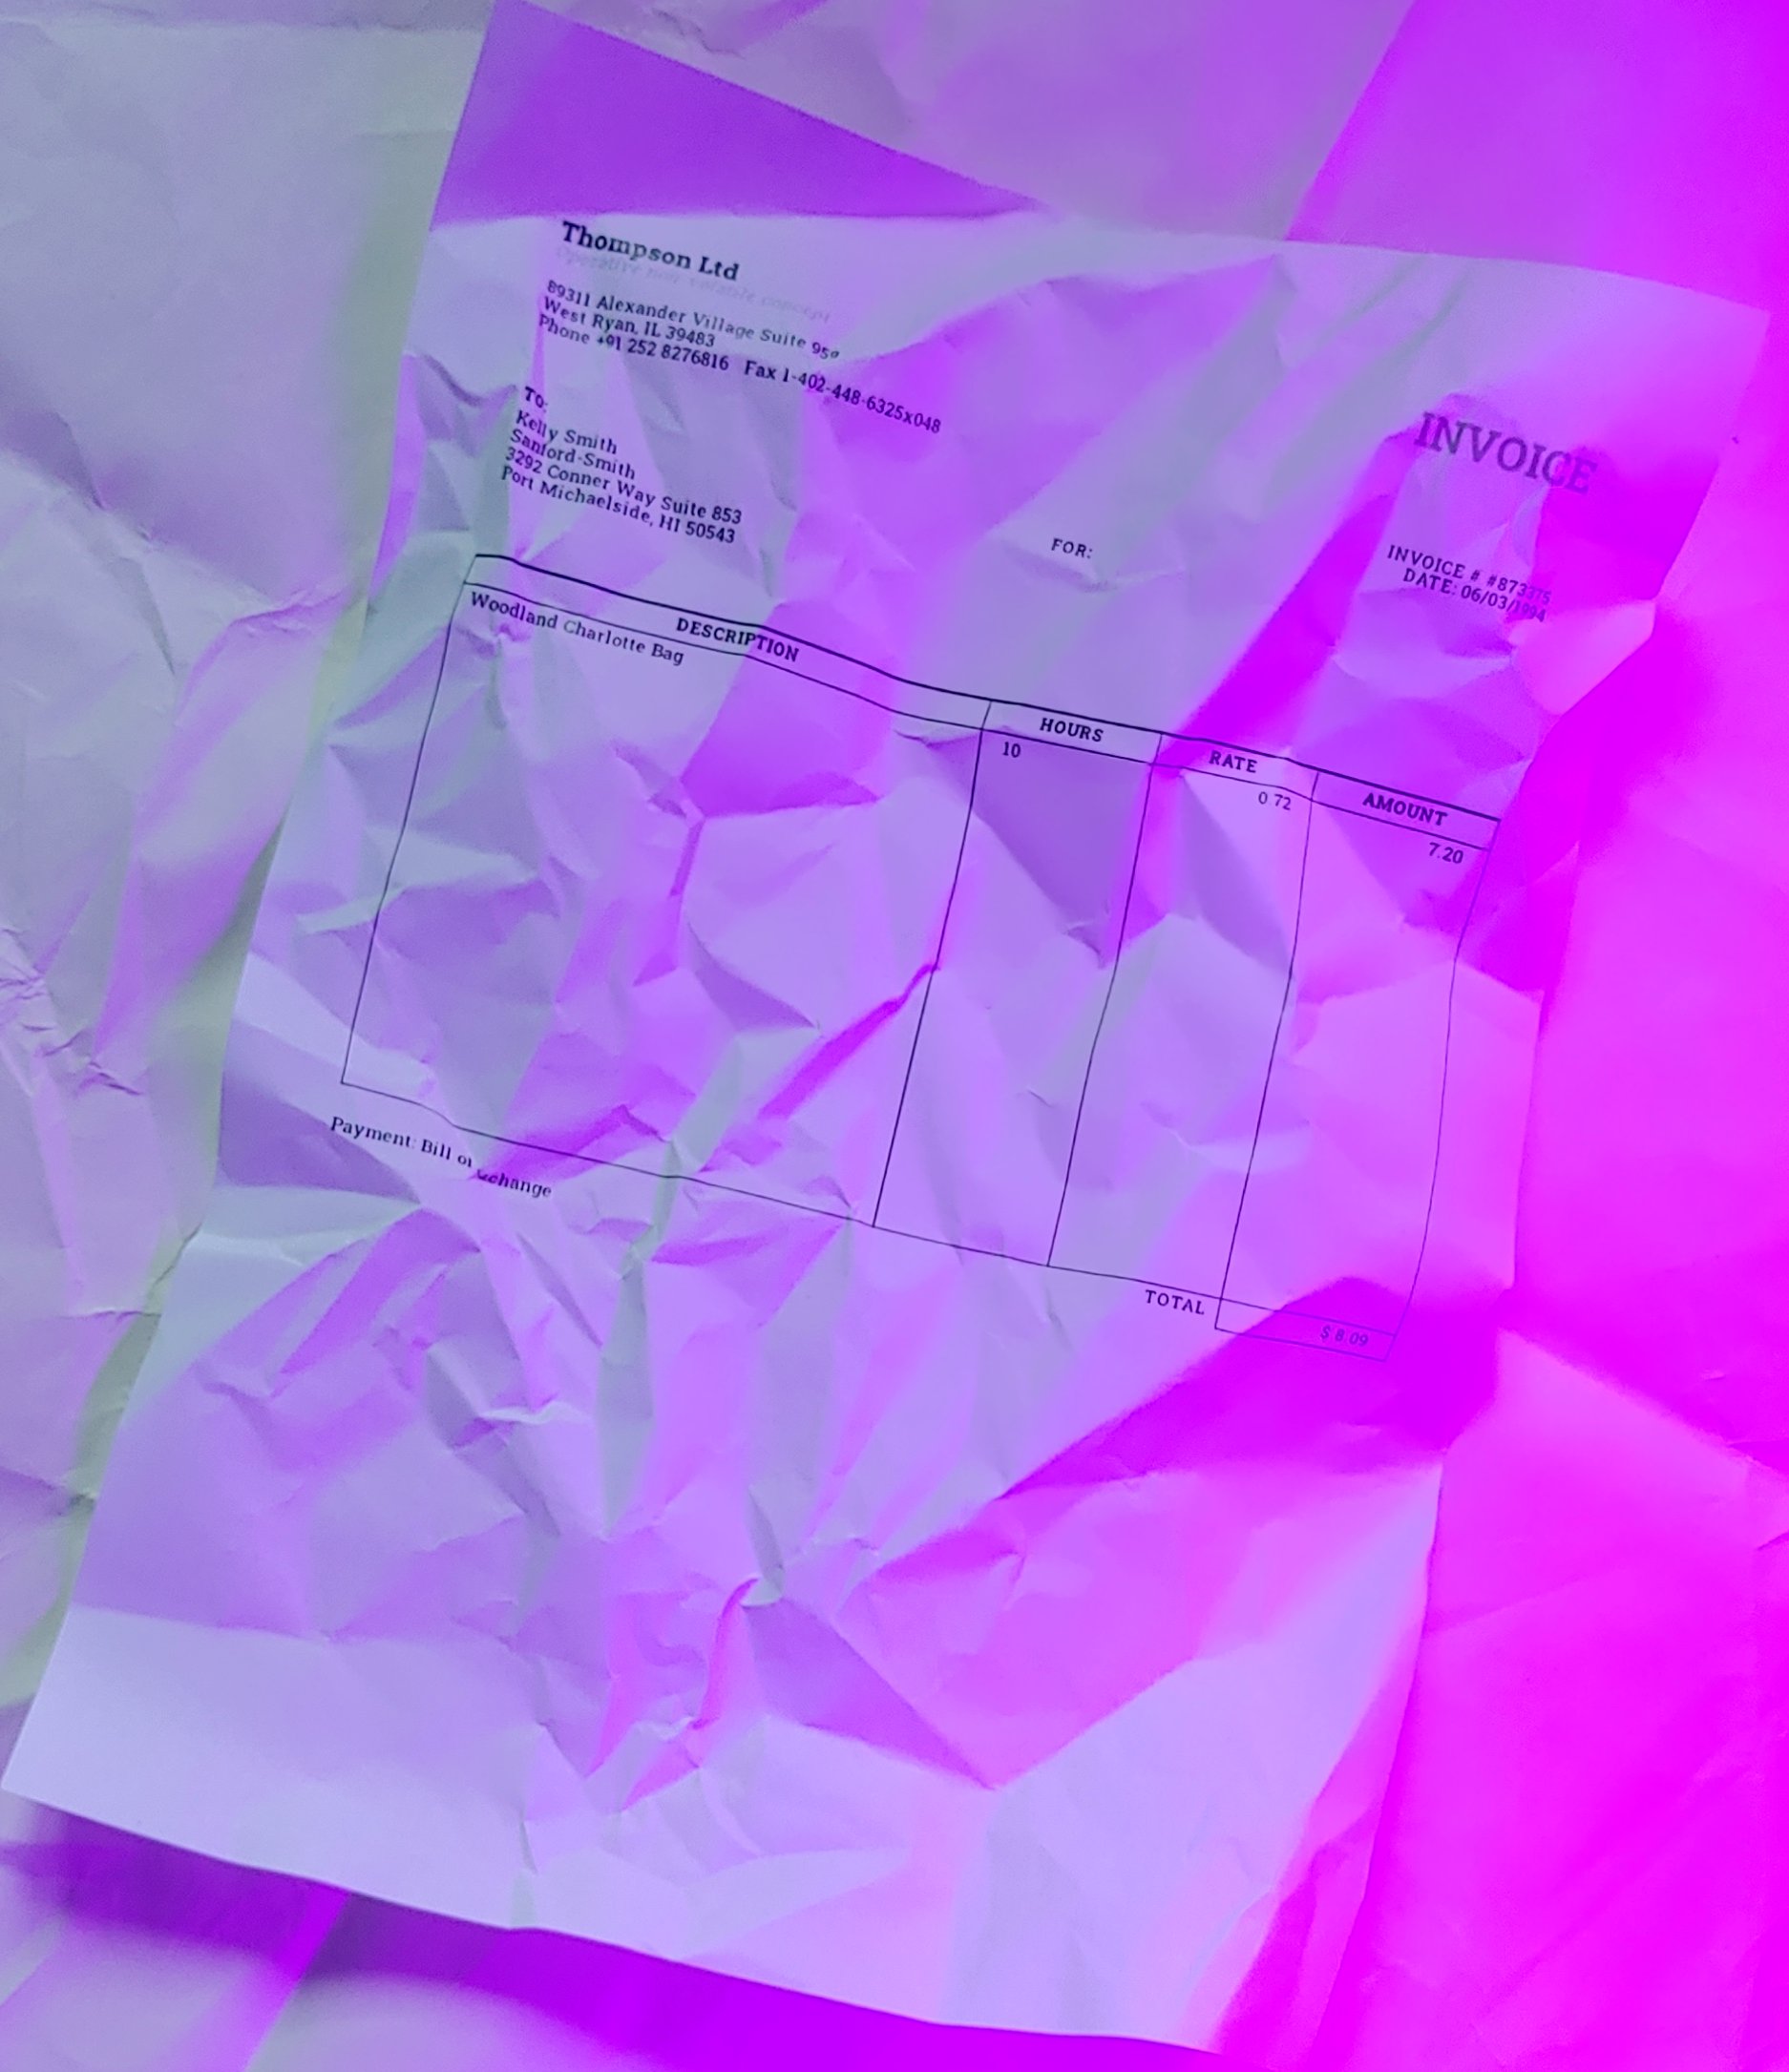 Thompson Ltd
89311 Alexander Village Suite
West Ryan, IL 39483
Phone +91 252 8276816 Fax 1-402-448-6325x048
INVOICE
TO:
Kelly Smith
Sanford-Smith
3292 Conner Way Suite 853
Port Michaelside, HI 50543
FOR:
INVOICE # #873375
DATE: 06/03/1994
DESCRIPTION HOURS RATE AMOUNT
Woodland Charlotte Bag 10 0.72 7.20
TOTAL $ 8.09
Payment: Bill of